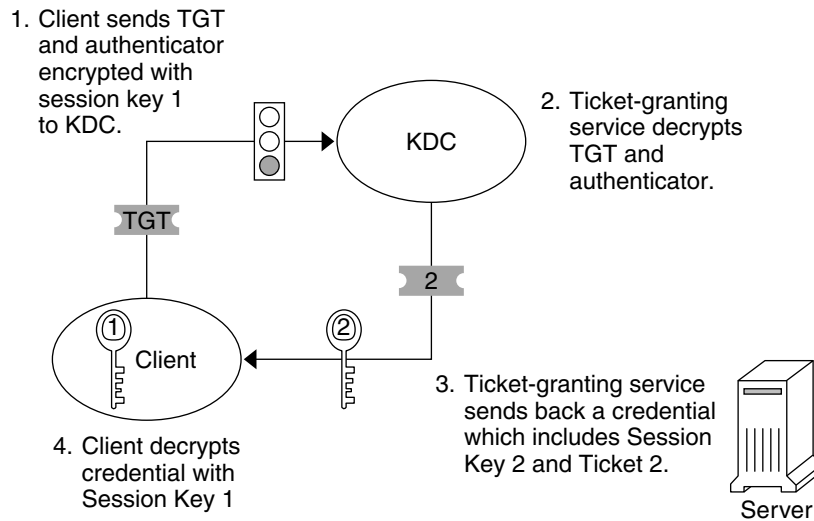 1. Client sends TGT
and authenticator
encrypted with
session key 1
to KDC.
KDC
2. Ticket-granting
service decrypts
TGT and
authenticator.
TGT
2
1
Client
2
3. Ticket-granting service
sends back a credential
which includes Session
Key 2 and Ticket 2.
4. Client decrypts
credential with
Session Key 1
Server